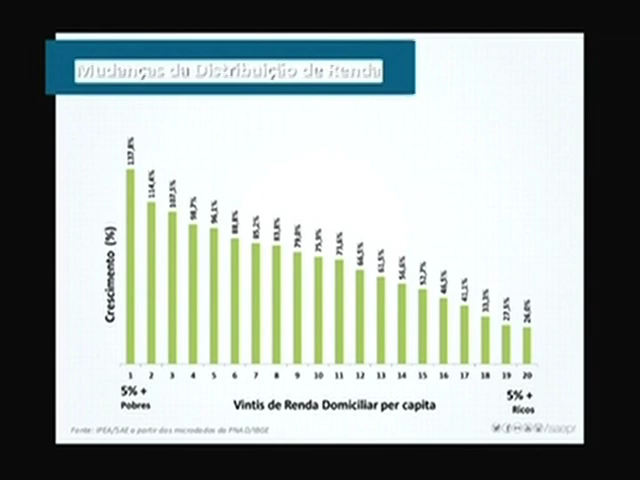 Mudanças da Distribuição de Renda
Crescimento (%)
137,8%
114,6%
107,5%
98,7%
96,1%
88,8%
85,2%
83,8%
79,0%
75,9%
73,6%
66,5%
61,5%
56,6%
52,7%
46,5%
41,1%
33,3%
27,5%
26,0%
1 2 3 4 5 6 7 8 9 10 11 12 13 14 15 16 17 18 19 20
5% +
Pobres
Vintis de Renda Domiciliar per capita
5% +
Ricos
Fonte: IPEA/SAE a partir dos microdados da PNAD/IBGE
/saepr